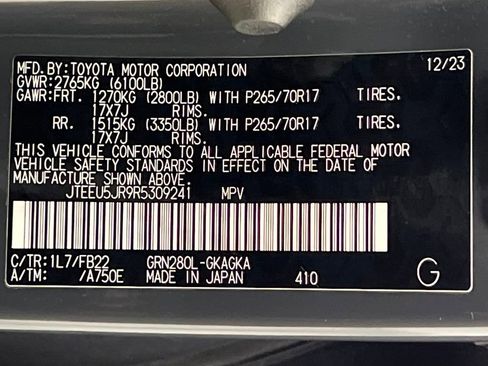 MFD.BY:TOYOTA MOTOR CORPORATION 12/23
GVWR:2765KG (6100LB)
GAWR:FRT. 1270KG (2800LB) WITH P265/70R17 TIRES.
17X7J RIMS.
RR. 1515KG (3350LB) WITH P265/70R17 TIRES.
17X7J RIMS.
THIS VEHICLE CONFORMS TO ALL APPLICABLE FEDERAL MOTOR
VEHICLE SAFETY STANDARDS IN EFFECT ON THE DATE OF
MANUFACTURE SHOWN ABOVE.
JTEEU5JR9R5309241 MPV
C/TR:1L7/FB22 GRN280L-GKAGKA
A/TM: /A750E MADE IN JAPAN 410 G